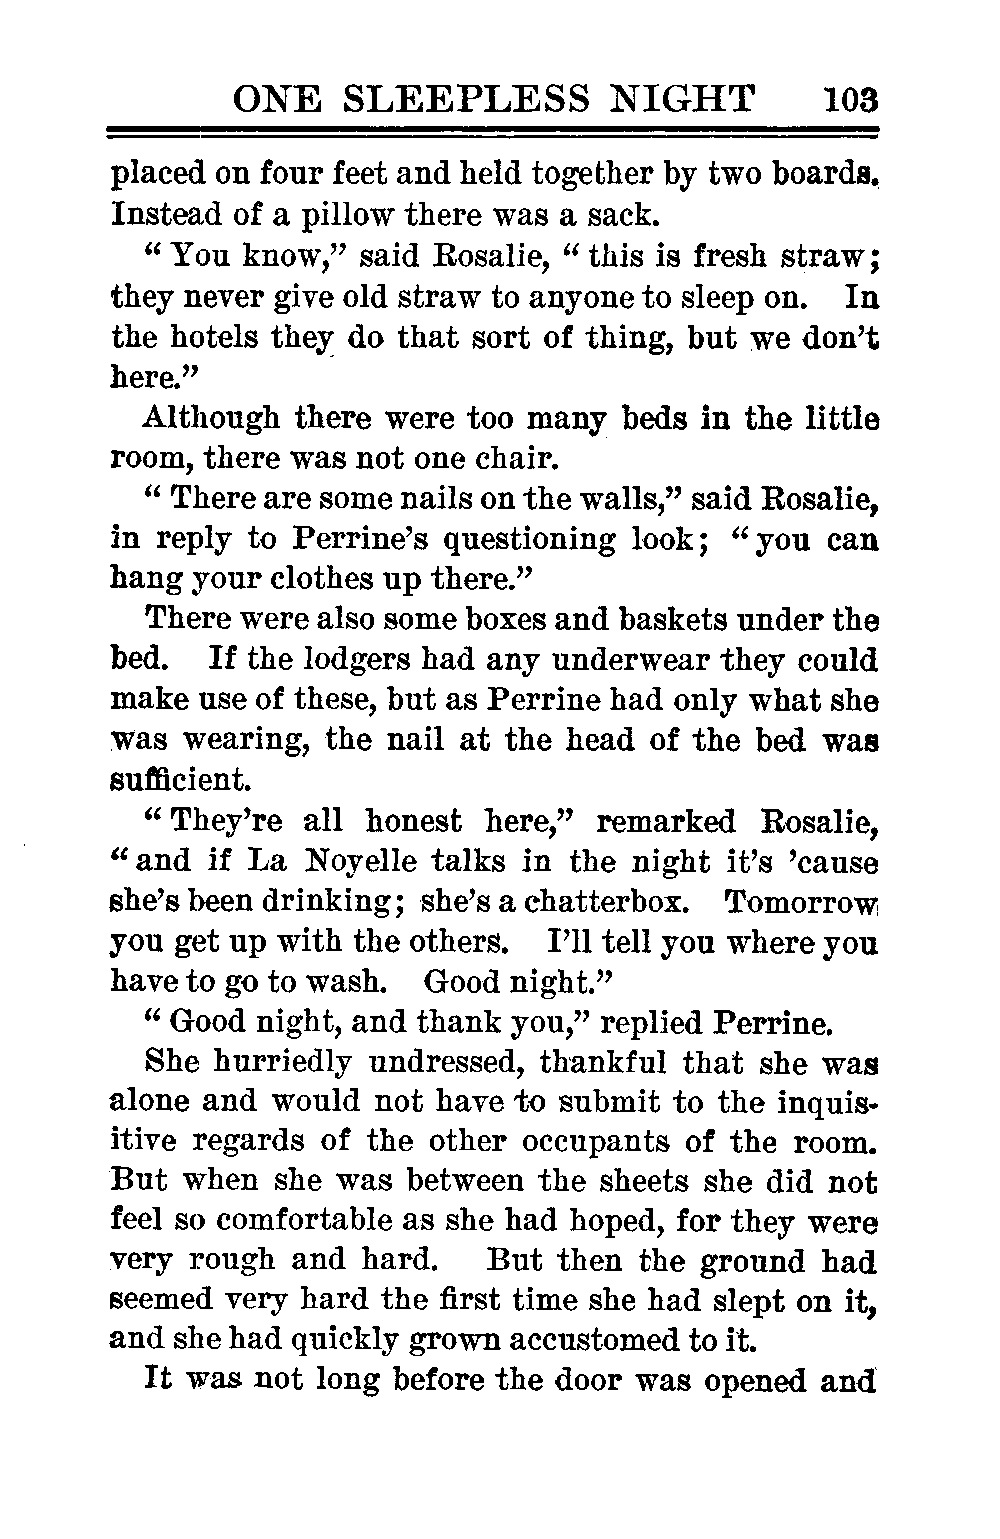 ONE SLEEPLESS NIGHT 103
placed on four feet and held together by two boards.
Instead of a pillow there was a sack.
“ You know,” said Rosalie, “ this is fresh straw;
they never give old straw to anyone to sleep on. In
the hotels they do that sort of thing, but we don’t
here.”
Although there were too many beds in the little
room, there was not one chair.
“ There are some nails on the walls,” said Rosalie,
in reply to Perrine’s questioning look; “ you can
hang your clothes up there.”
There were also some boxes and baskets under the
bed. If the lodgers had any underwear they could
make use of these, but as Perrine had only what she
was wearing, the nail at the head of the bed was
sufficient.
“ They’re all honest here,” remarked Rosalie,
“ and if La Noyelle talks in the night it’s ’cause
she’s been drinking; she’s a chatterbox. Tomorrow
you get up with the others. I’ll tell you where you
have to go to wash. Good night.”
“ Good night, and thank you,” replied Perrine.
She hurriedly undressed, thankful that she was
alone and would not have to submit to the inquis-
itive regards of the other occupants of the room.
But when she was between the sheets she did not
feel so comfortable as she had hoped, for they were
very rough and hard. But then the ground had
seemed very hard the first time she had slept on it,
and she had quickly grown accustomed to it.
It was not long before the door was opened and